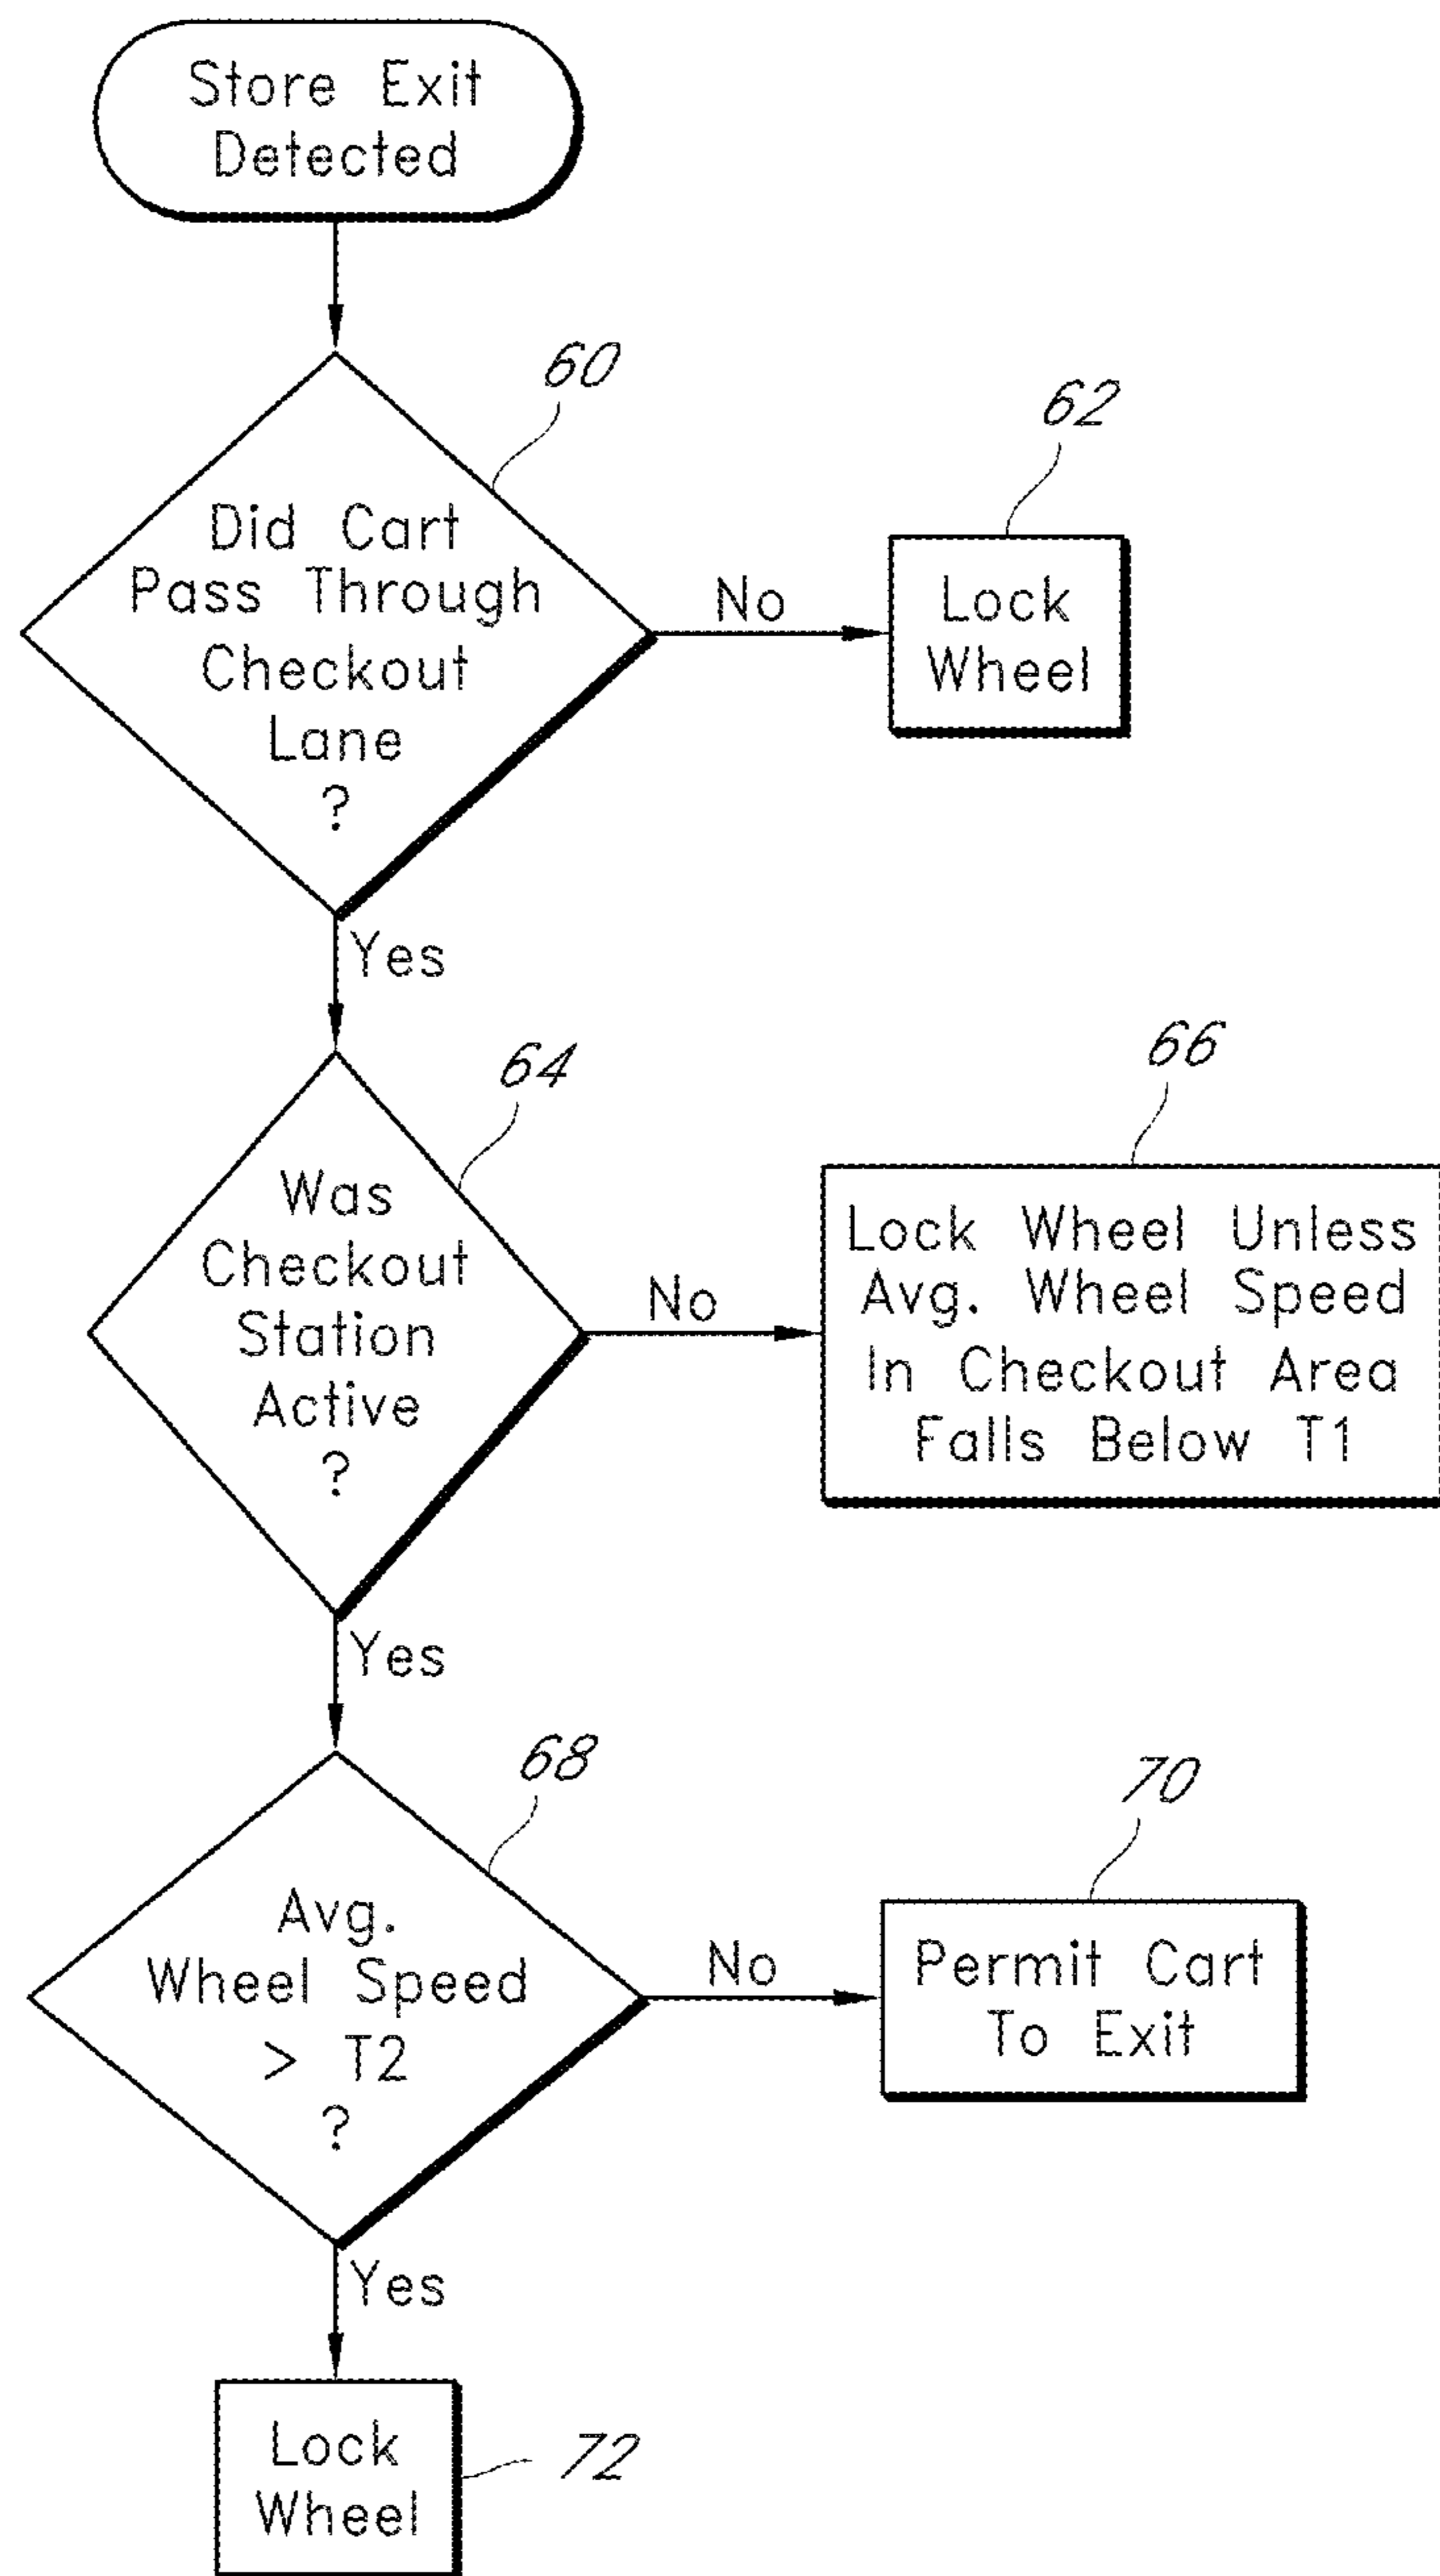 Store Exit
Detected
60
Did Cart
Pass Through
Checkout
Lane
?
No
62
Lock
Wheel
Yes
64
Was
Checkout
Station
Active
?
No
66
Lock Wheel Unless
Avg. Wheel Speed
In Checkout Area
Falls Below T1
Yes
68
Avg.
Wheel Speed
> T2
?
No
70
Permit Cart
To Exit
Yes
Lock
Wheel
72